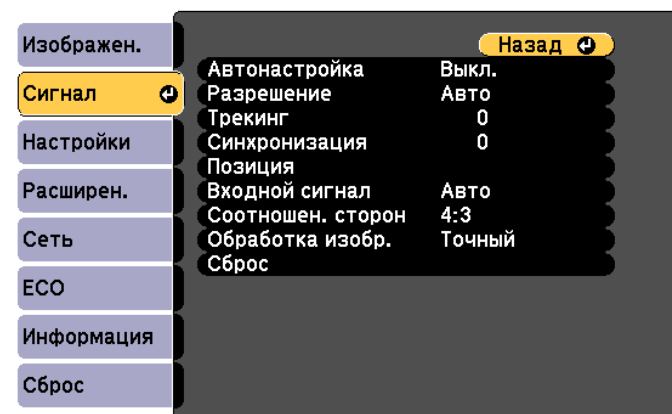 Изображен.
Сигнал
Настройки
Расширен.
Сеть
ECO
Информация
Сброс
Назад
Автонастройка Выкл.
Разрешение Авто
Трекинг 0
Синхронизация 0
Позиция
Входной сигнал Авто
Соотношен. сторон 4:3
Обработка изобр. Точный
Сброс